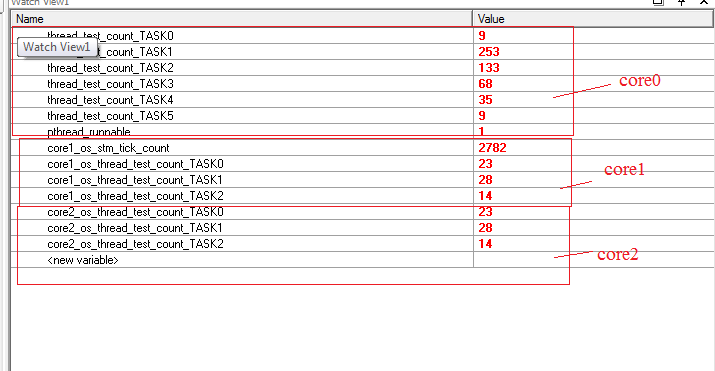 Watch View1
Name Value
thread_test_count_TASK0 9
Watch View1
_test_count_TASK1 253
thread_test_count_TASK2 133
thread_test_count_TASK3 68
core0
thread_test_count_TASK4 35
thread_test_count_TASK5 9
pthread_runnable 1
core1_os_stm_tick_count 2782
core1_os_thread_test_count_TASK0 23
core1
core1_os_thread_test_count_TASK1 28
core1_os_thread_test_count_TASK2 14
core2_os_thread_test_count_TASK0 23
core2_os_thread_test_count_TASK1 28
core2_os_thread_test_count_TASK2 14
core2
<new variable>